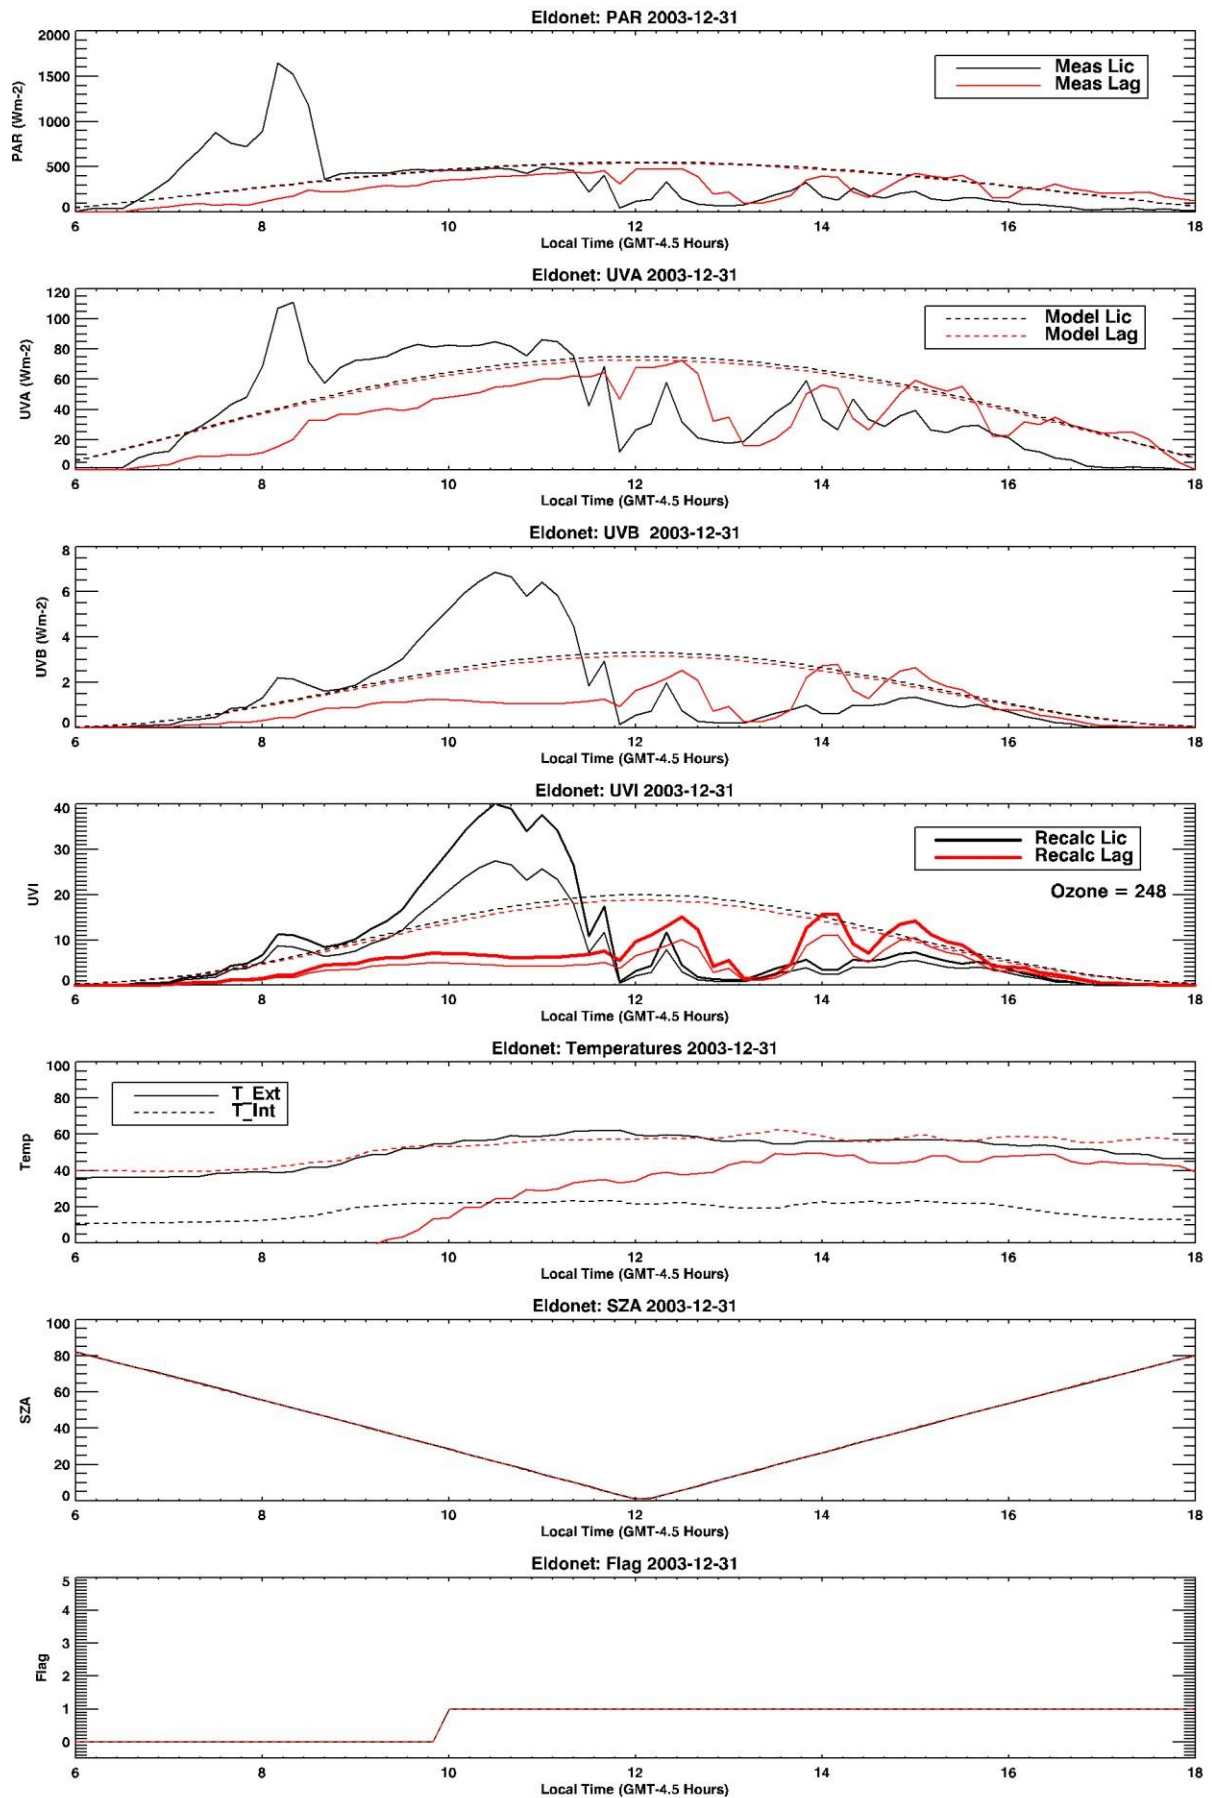 Eldonet: PAR 2003-12-31
2000
1500
1000
500
0
PAR (Wm-2)
Meas Lic
Meas Lag
6 8 10 12 14 16 18
Local Time (GMT-4.5 Hours)
Eldonet: UVA 2003-12-31
120
100
80
60
40
20
0
UVA (Wm-2)
Model Lic
Model Lag
6 8 10 12 14 16 18
Local Time (GMT-4.5 Hours)
Eldonet: UVB 2003-12-31
8
6
4
2
0
UVB (Wm-2)
6 8 10 12 14 16 18
Local Time (GMT-4.5 Hours)
Eldonet: UVI 2003-12-31
40
30
20
10
0
UVI
Recalc Lic
Recalc Lag
Ozone = 248
6 8 10 12 14 16 18
Local Time (GMT-4.5 Hours)
Eldonet: Temperatures 2003-12-31
100
80
60
40
20
0
Temp
T_Ext
T_Int
6 8 10 12 14 16 18
Local Time (GMT-4.5 Hours)
Eldonet: SZA 2003-12-31
100
80
60
40
20
0
SZA
6 8 10 12 14 16 18
Local Time (GMT-4.5 Hours)
Eldonet: Flag 2003-12-31
5
4
3
2
1
0
Flag
6 8 10 12 14 16 18
Local Time (GMT-4.5 Hours)